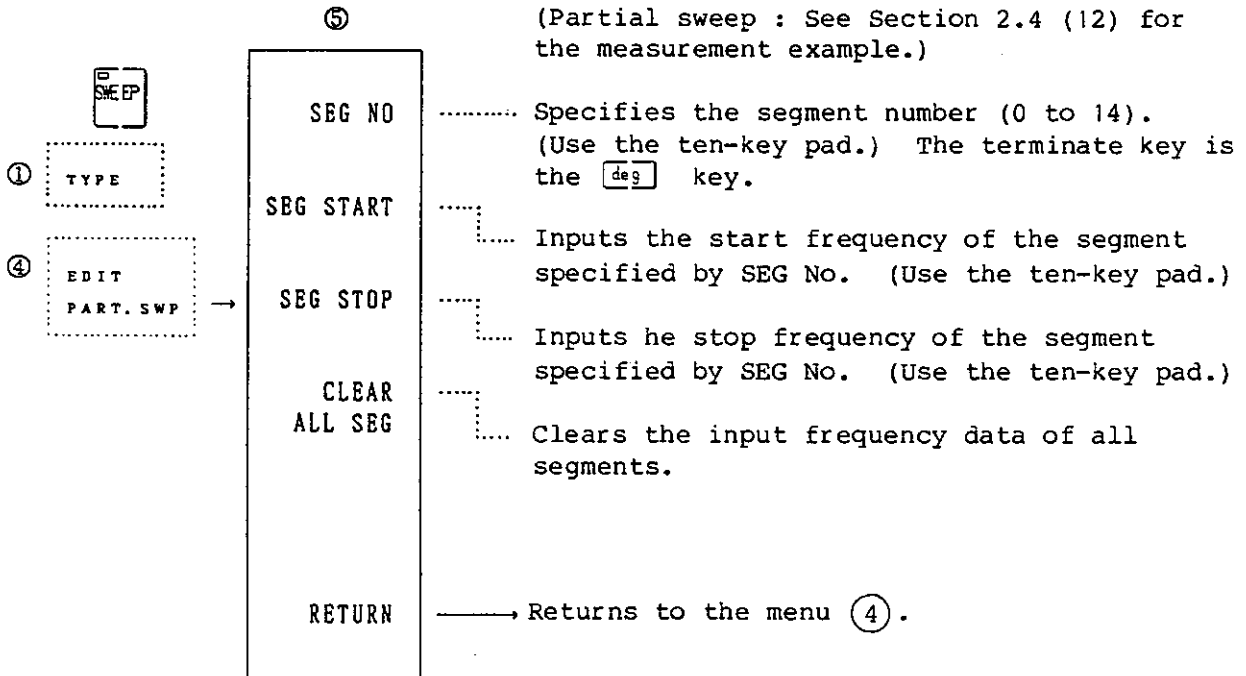 ⑤
(Partial sweep : See Section 2.4 (12) for
the measurement example.)
SWEEP
① TYPE
④ EDIT
PART. SWP →
SEG NO ......... Specifies the segment number (0 to 14).
(Use the ten-key pad.) The terminate key is
the deg key.
SEG START
Inputs the start frequency of the segment
specified by SEG No. (Use the ten-key pad.)
SEG STOP
Inputs he stop frequency of the segment
specified by SEG No. (Use the ten-key pad.)
CLEAR
ALL SEG
Clears the input frequency data of all
segments.
RETURN → Returns to the menu ④.